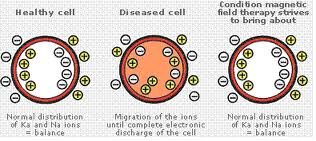 Healthy cell
Diseased cell
Condition magnetic
field therapy strives
to bring about
Normal distribution
of Ka and Na ions
= balance
Migration of the ions
until complete electronic
discharge of the cell
Normal distribution
of Ka and Na ions
= balance